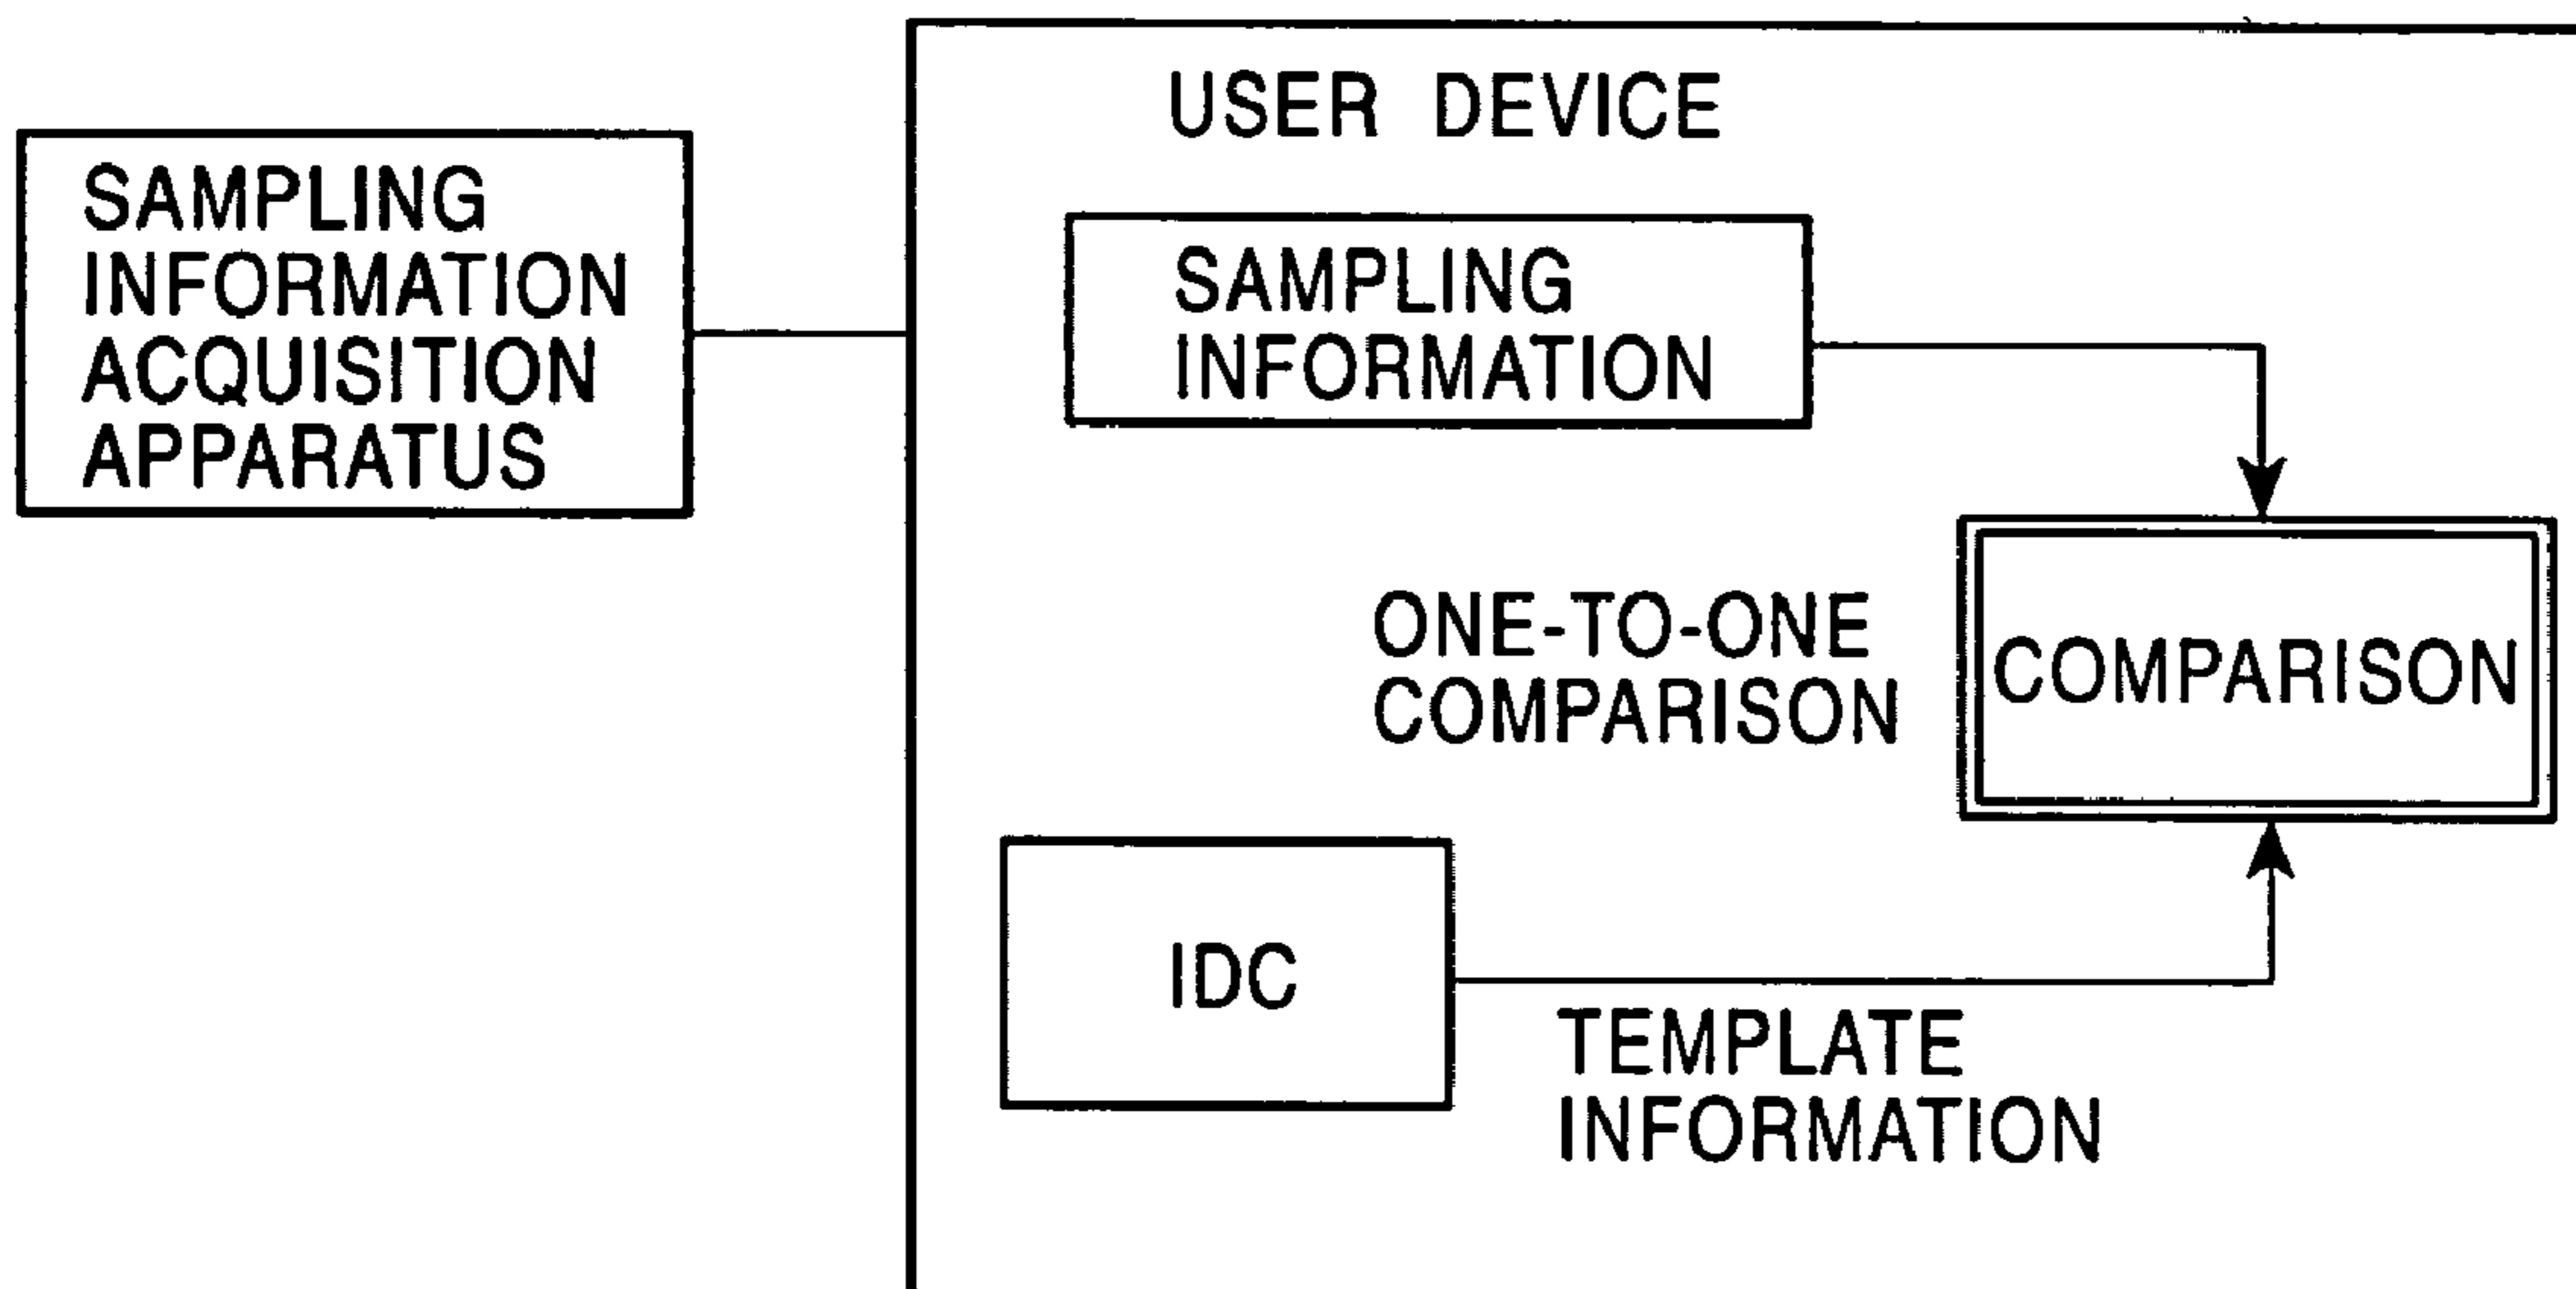 USER DEVICE
SAMPLING
INFORMATION
ACQUISITION
APPARATUS
SAMPLING
INFORMATION
ONE-TO-ONE
COMPARISON
COMPARISON
IDC
TEMPLATE
INFORMATION